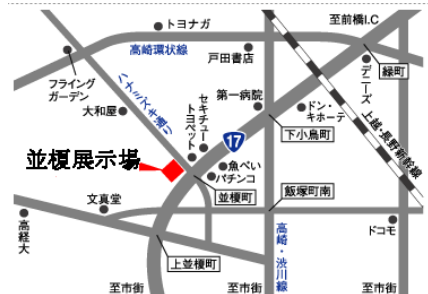 トヨナガ
至前橋I.C
高崎環状線
戸田書店
緑町
フライング
ガーデン
ハナミズキ通り
デニーズ
大和屋
セキチュー
トヨペット
第一病院
ドン・
キホーテ
上越・長野新幹線
17
下小鳥町
並榎展示場
魚べい
パチンコ
文真堂
並榎町
飯塚町南
高経大
高崎・渋川線
ドコモ
上並榎町
至市街
至市街
至市街